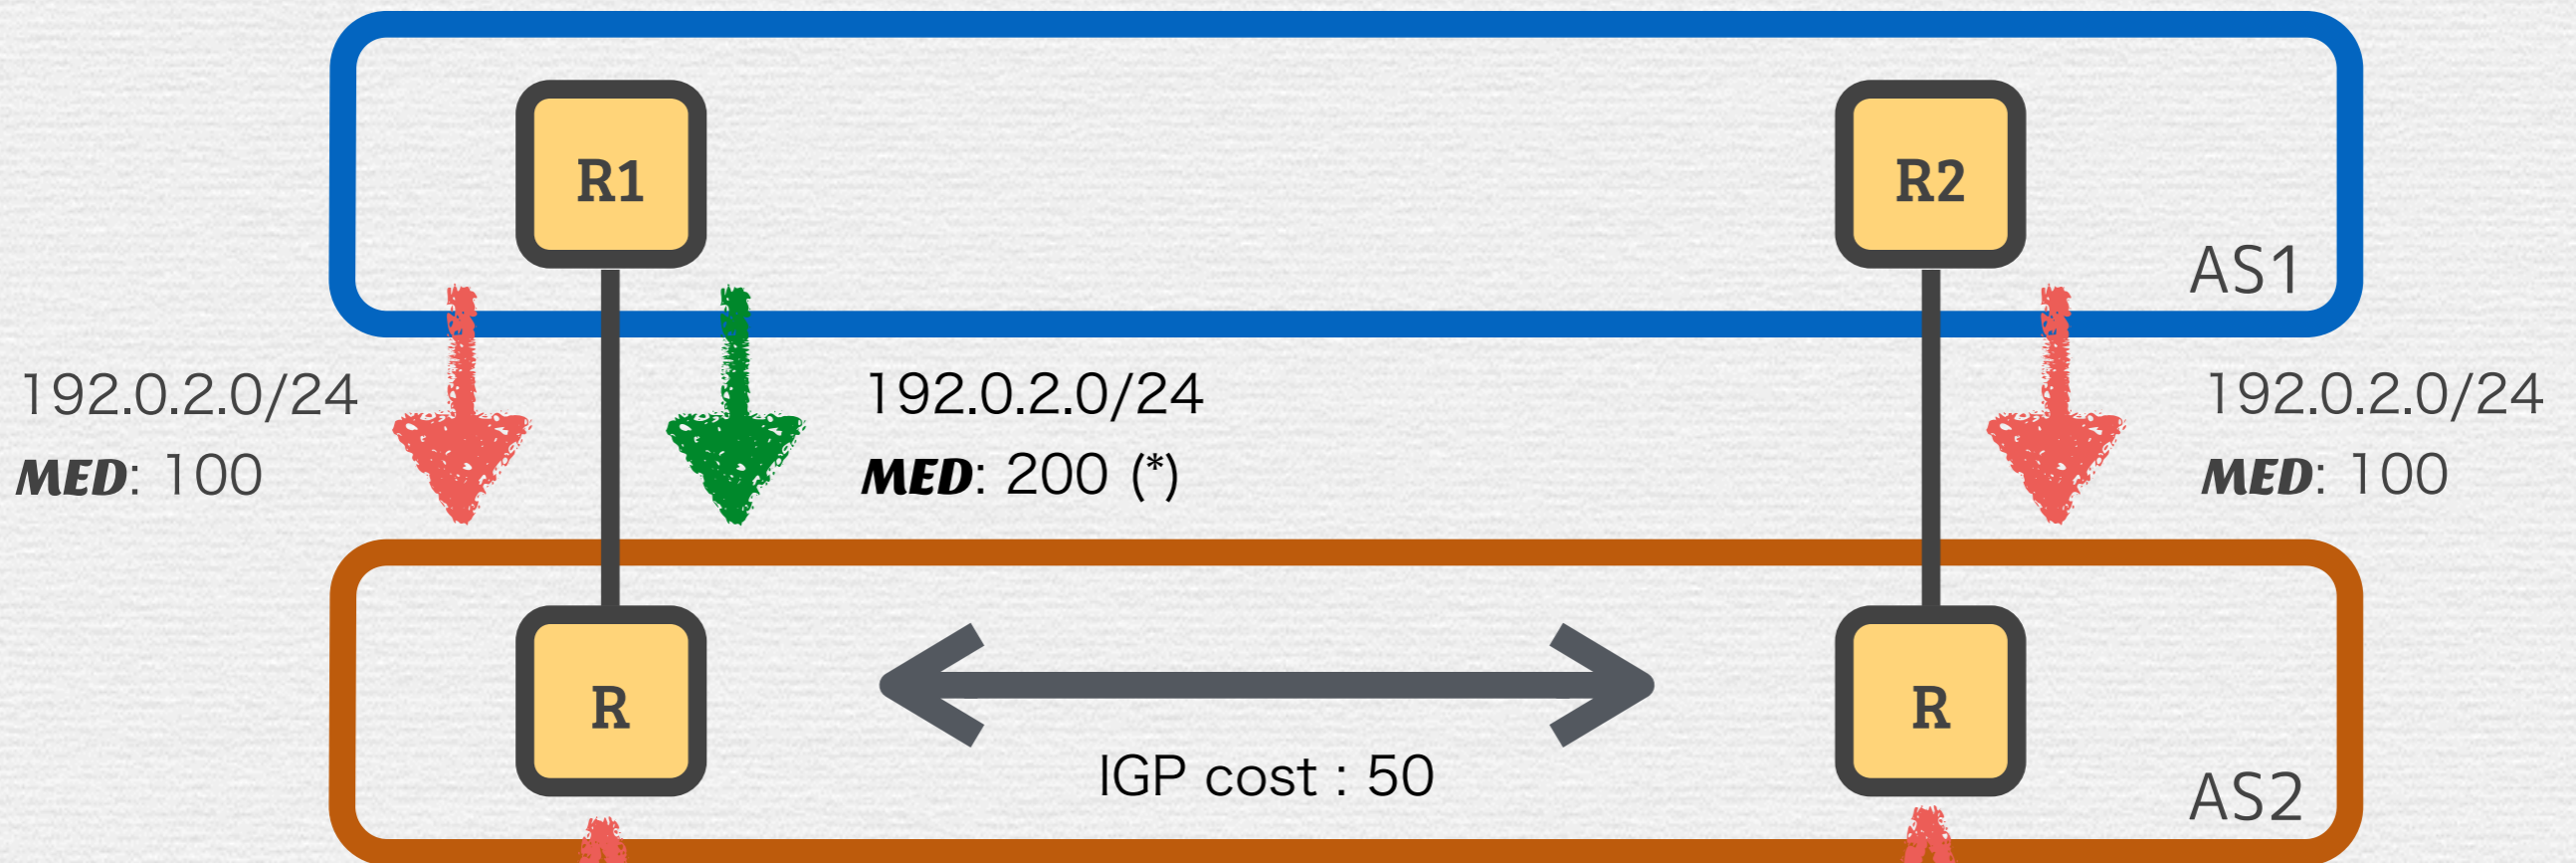 R1
R2
AS1
192.0.2.0/24
MED: 100
192.0.2.0/24
MED: 200 (*)
192.0.2.0/24
MED: 100
R
R
IGP cost : 50
AS2